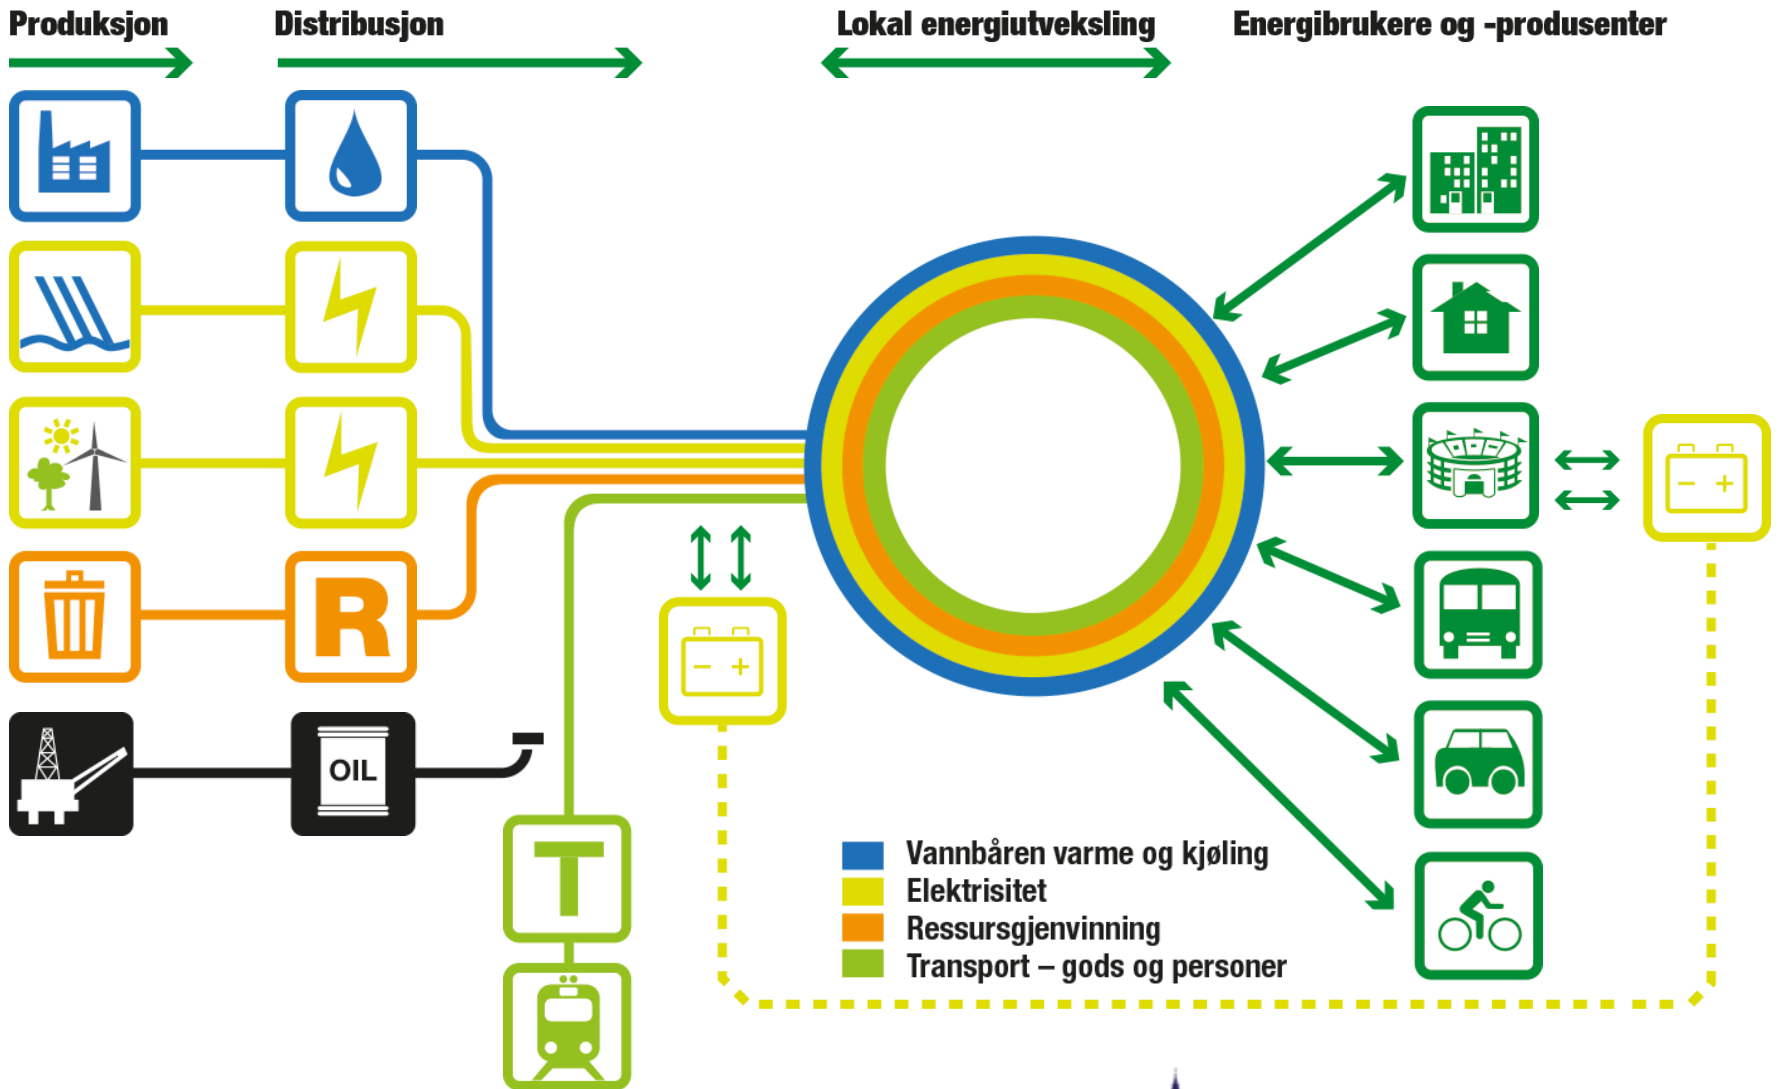 Produksjon
Distribusjon
Lokal energiutveksling
Energibrukere og -produsenter
R
OIL
T
Vannbåren varme og kjøling
Elektrisitet
Ressursgjenvinning
Transport – gods og personer